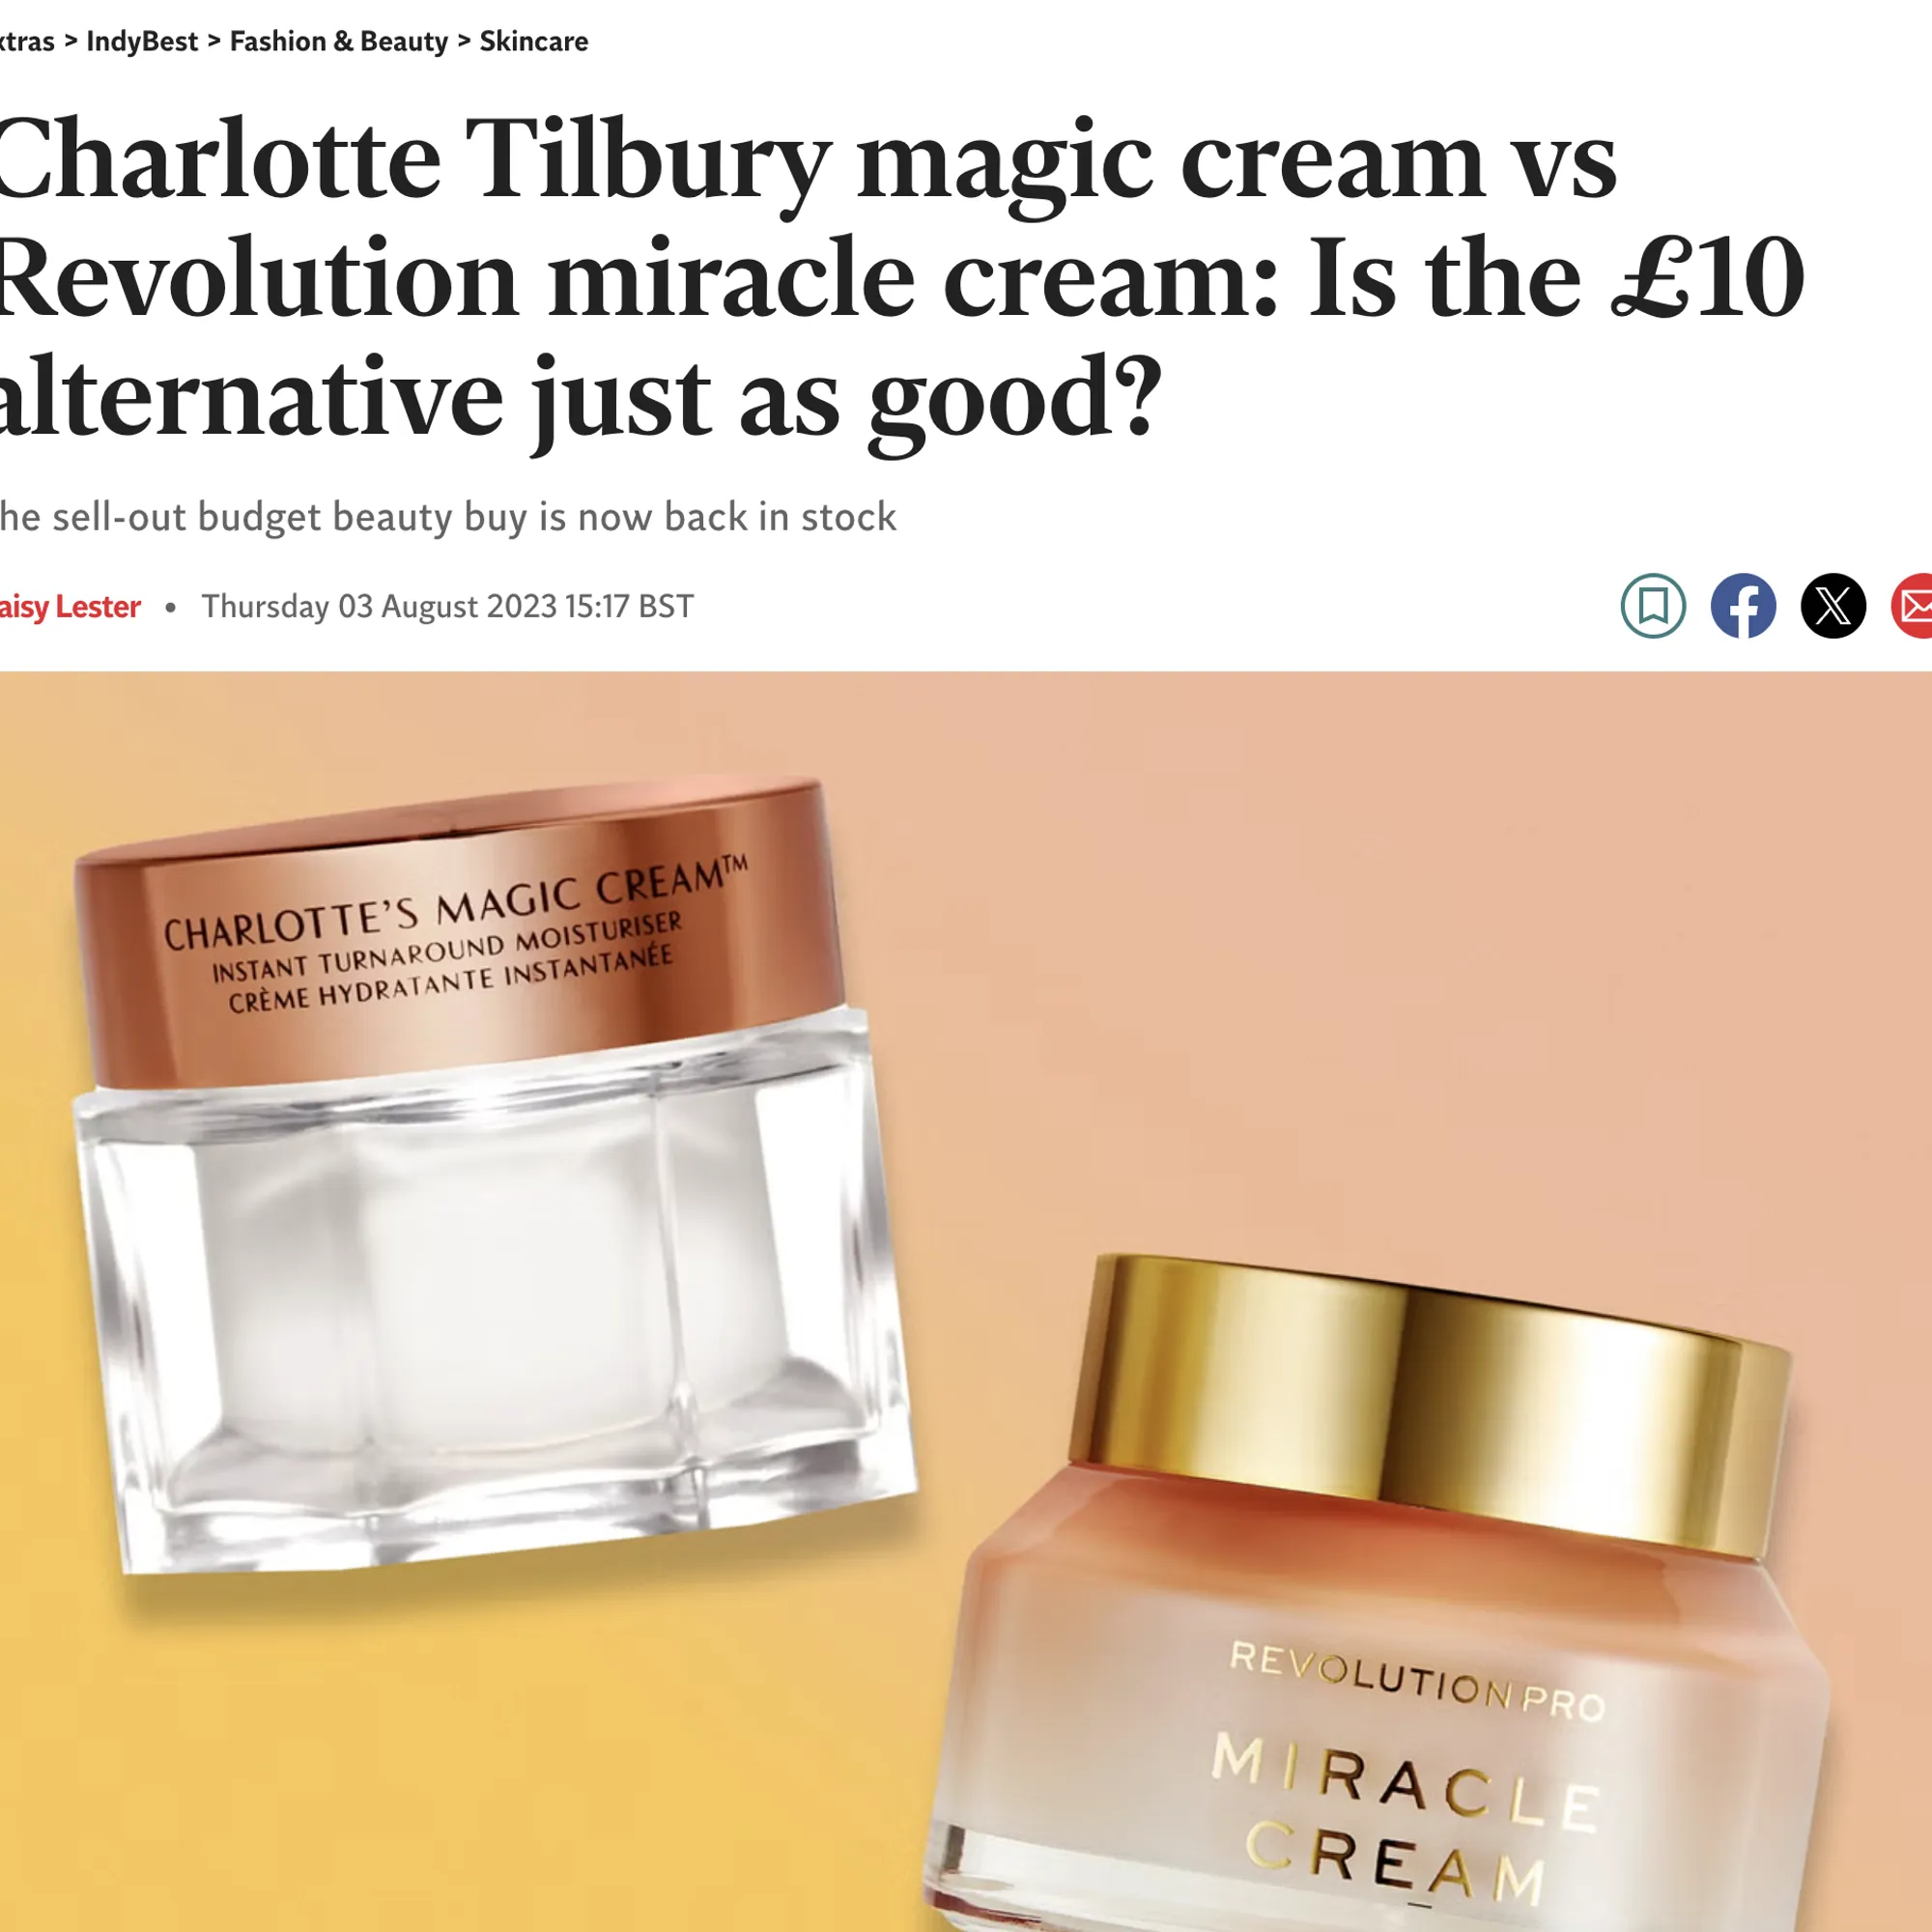 xtras > IndyBest > Fashion & Beauty > Skincare
Charlotte Tilbury magic cream vs
Revolution miracle cream: Is the £10
alternative just as good?
he sell-out budget beauty buy is now back in stock
aisy Lester • Thursday 03 August 2023 15:17 BST
CHARLOTTE'S MAGIC CREAM™
INSTANT TURNAROUND MOISTURISER
CRÈME HYDRATANTE INSTANTANÉE
REVOLUTION PRO
MIRACLE
CREAM